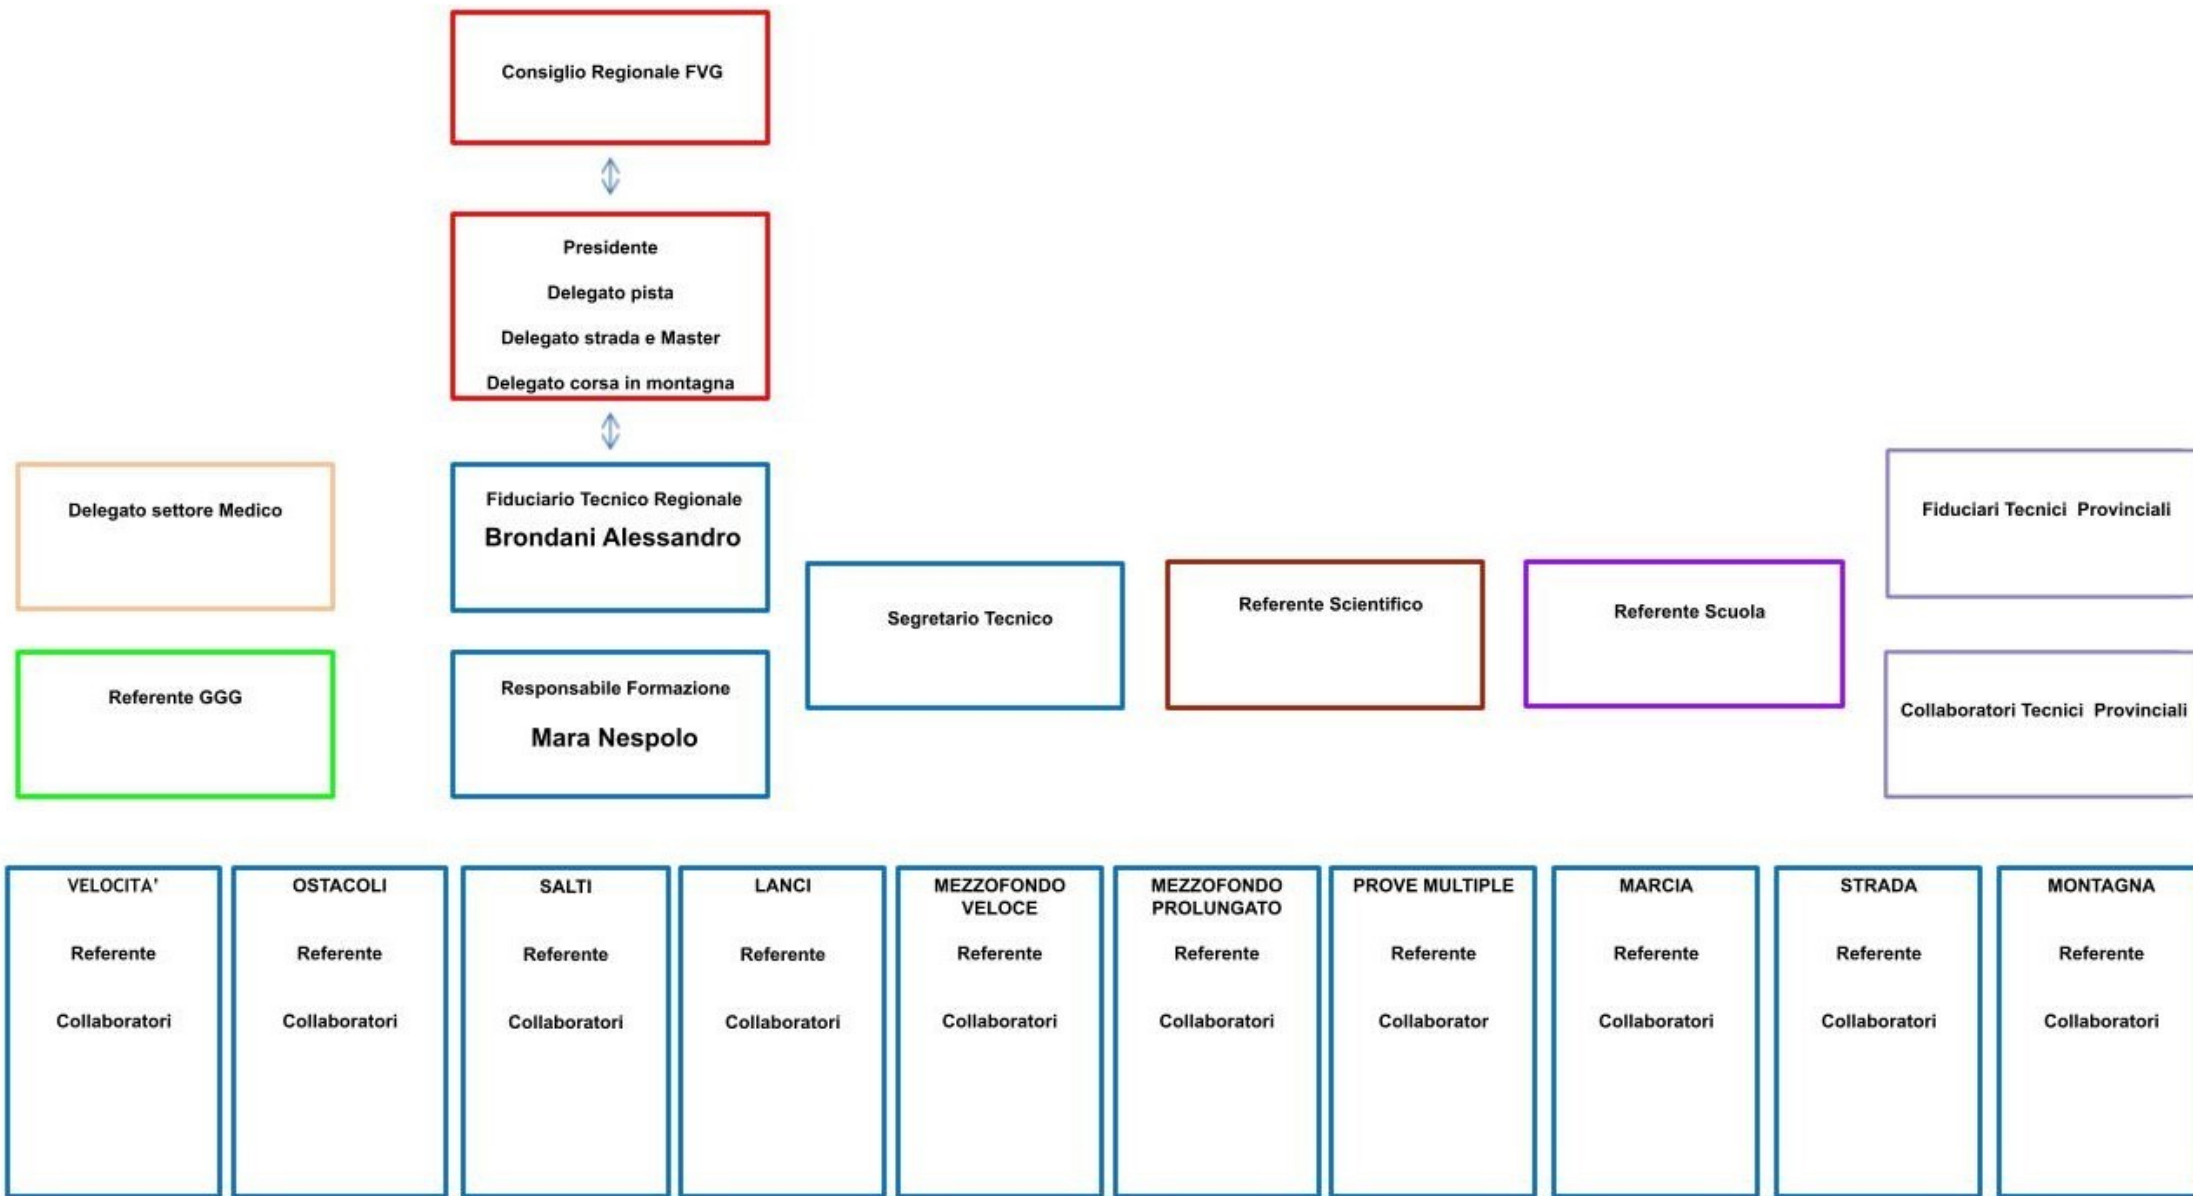 Consiglio Regionale FVG
Presidente
Delegato pista
Delegato strada e Master
Delegato corsa in montagna
Delegato settore Medico
Fiduciario Tecnico Regionale
Brondani Alessandro
Segretario Tecnico
Referente Scientifico
Referente Scuola
Fiduciari Tecnici Provinciali
Referente GGG
Responsabile Formazione
Mara Nespolo
Collaboratori Tecnici Provinciali
VELOCITA'
Referente
Collaboratori
OSTACOLI
Referente
Collaboratori
SALTI
Referente
Collaboratori
LANCI
Referente
Collaboratori
MEZZOFONDO
VELOCE
Referente
Collaboratori
MEZZOFONDO
PROLUNGATO
Referente
Collaboratori
PROVE MULTIPLE
Referente
Collaborator
MARCIA
Referente
Collaboratori
STRADA
Referente
Collaboratori
MONTAGNA
Referente
Collaboratori